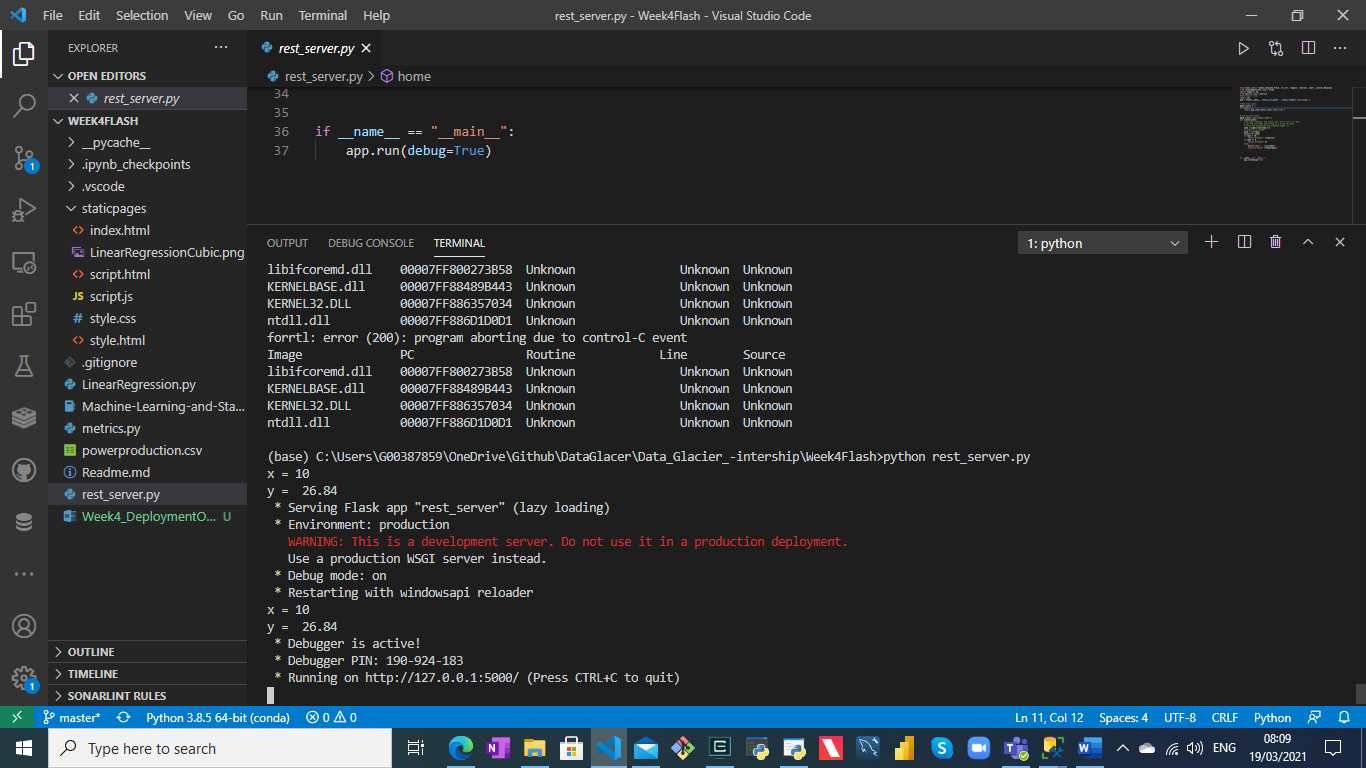 File Edit Selection View Go Run Terminal Help
rest_server.py - Week4Flash - Visual Studio Code
EXPLORER
OPEN EDITORS
rest_server.py
WEEK4FLASH
__pycache__
.ipynb_checkpoints
.vscode
staticpages
index.html
LinearRegressionCubic.png
script.html
JS script.js
# style.css
style.html
.gitignore
LinearRegression.py
Machine-Learning-and-Sta...
metrics.py
powerproduction.csv
Readme.md
rest_server.py
Week4_DeploymentO... U
OUTLINE
TIMELINE
SONARLINT RULES
1
1
rest_server.py
rest_server.py > home
34
35
36 if __name__ == "__main__":
37 app.run(debug=True)
OUTPUT DEBUG CONSOLE TERMINAL
1: python
libifcoremd.dll 00007FF800273B58 Unknown Unknown Unknown
KERNELBASE.dll 00007FF88489B443 Unknown Unknown Unknown
KERNEL32.DLL 00007FF886357034 Unknown Unknown Unknown
ntdll.dll 00007FF886D1D0D1 Unknown Unknown Unknown
forrtl: error (200): program aborting due to control-C event
Image PC Routine Line Source
libifcoremd.dll 00007FF800273B58 Unknown Unknown Unknown
KERNELBASE.dll 00007FF88489B443 Unknown Unknown Unknown
KERNEL32.DLL 00007FF886357034 Unknown Unknown Unknown
ntdll.dll 00007FF886D1D0D1 Unknown Unknown Unknown
(base) C:\Users\G00387859\OneDrive\Github\DataGlacer\Data_Glacier_-intership\Week4Flash>python rest_server.py
x = 10
y =  26.84
* Serving Flask app "rest_server" (lazy loading)
* Environment: production
WARNING: This is a development server. Do not use it in a production deployment.
Use a production WSGI server instead.
* Debug mode: on
* Restarting with windowsapi reloader
x = 10
y =  26.84
* Debugger is active!
* Debugger PIN: 190-924-183
* Running on http://127.0.0.1:5000/ (Press CTRL+C to quit)
master* Python 3.8.5 64-bit (conda) 0 0 Ln 11, Col 12 Spaces: 4 UTF-8 CRLF Python
Type here to search
ENG
08:09
19/03/2021